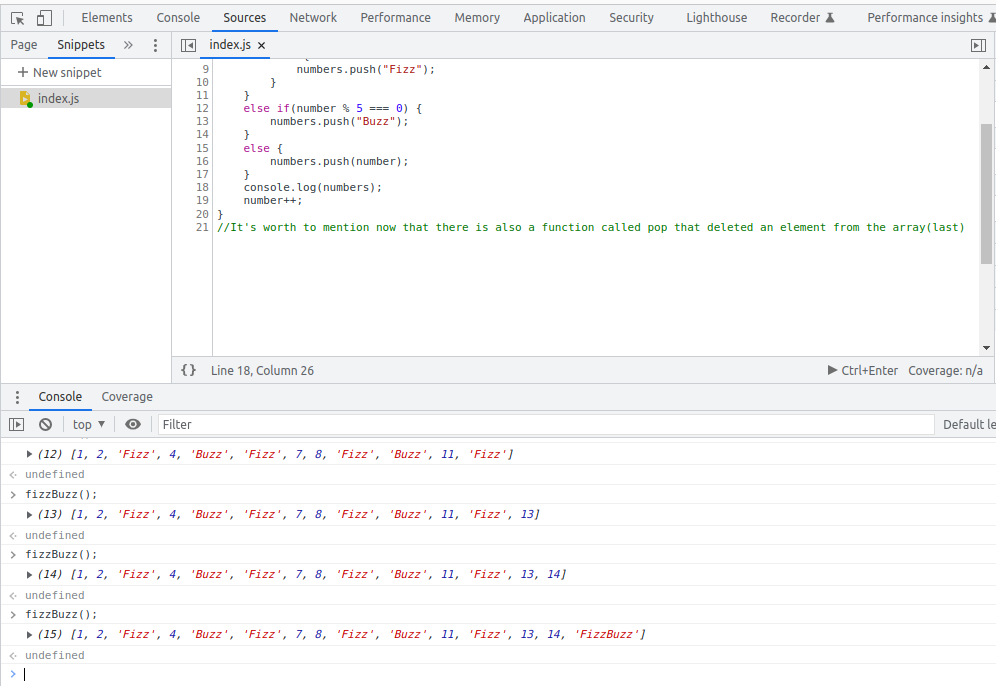 Elements Console Sources Network Performance Memory Application Security Lighthouse Recorder Performance insights
Page Snippets » index.js ×
+ New snippet
index.js
9 numbers.push("Fizz");
10 }
11 }
12 else if(number % 5 === 0) {
13 numbers.push("Buzz");
14 }
15 else {
16 numbers.push(number);
17 }
18 console.log(numbers);
19 number++;
20 }
21 //It's worth to mention now that there is also a function called pop that deleted an element from the array(last)
{} Line 18, Column 26 Ctrl+Enter Coverage: n/a
Console Coverage
top Filter Default le
(12) [1, 2, 'Fizz', 4, 'Buzz', 'Fizz', 7, 8, 'Fizz', 'Buzz', 11, 'Fizz']
undefined
> fizzBuzz();
(13) [1, 2, 'Fizz', 4, 'Buzz', 'Fizz', 7, 8, 'Fizz', 'Buzz', 11, 'Fizz', 13]
undefined
> fizzBuzz();
(14) [1, 2, 'Fizz', 4, 'Buzz', 'Fizz', 7, 8, 'Fizz', 'Buzz', 11, 'Fizz', 13, 14]
undefined
> fizzBuzz();
(15) [1, 2, 'Fizz', 4, 'Buzz', 'Fizz', 7, 8, 'Fizz', 'Buzz', 11, 'Fizz', 13, 14, 'FizzBuzz']
undefined
>